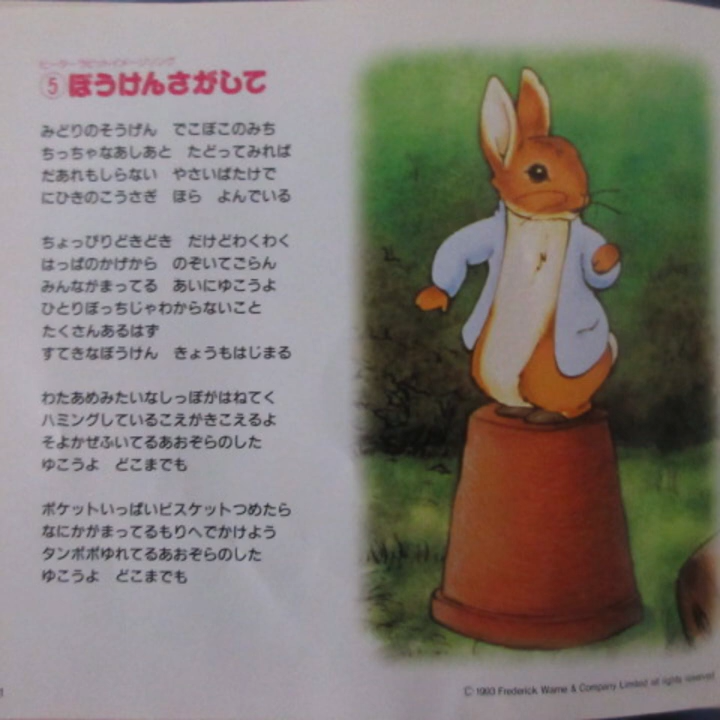 ピーターラビットイメージソング
⑤ぼうけんさがして
みどりのそうげん　でこぼこのみち
ちっちゃなあしあと　たどってみれば
だあれもしらない　やさいばたけで
にひきのこうさぎ　ほら　よんでいる
ちょっぴりどきどき　だけどわくわく
はっぱのかげから　のぞいてごらん
みんながまってる　あいにゆこうよ
ひとりぼっちじゃわからないこと
たくさんあるはず
すてきなぼうけん　きょうもはじまる
わたあめみたいなしっぽがはねてく
ハミングしているこえがきこえるよ
そよかぜふいてるあおぞらのした
ゆこうよ　どこまでも
ポケットいっぱいビスケットつめたら
なにかがまってるもりへでかけよう
タンポポゆれてるあおぞらのした
ゆこうよ　どこまでも
© 1993 Frederick Warne & Company Limited all rights reserved